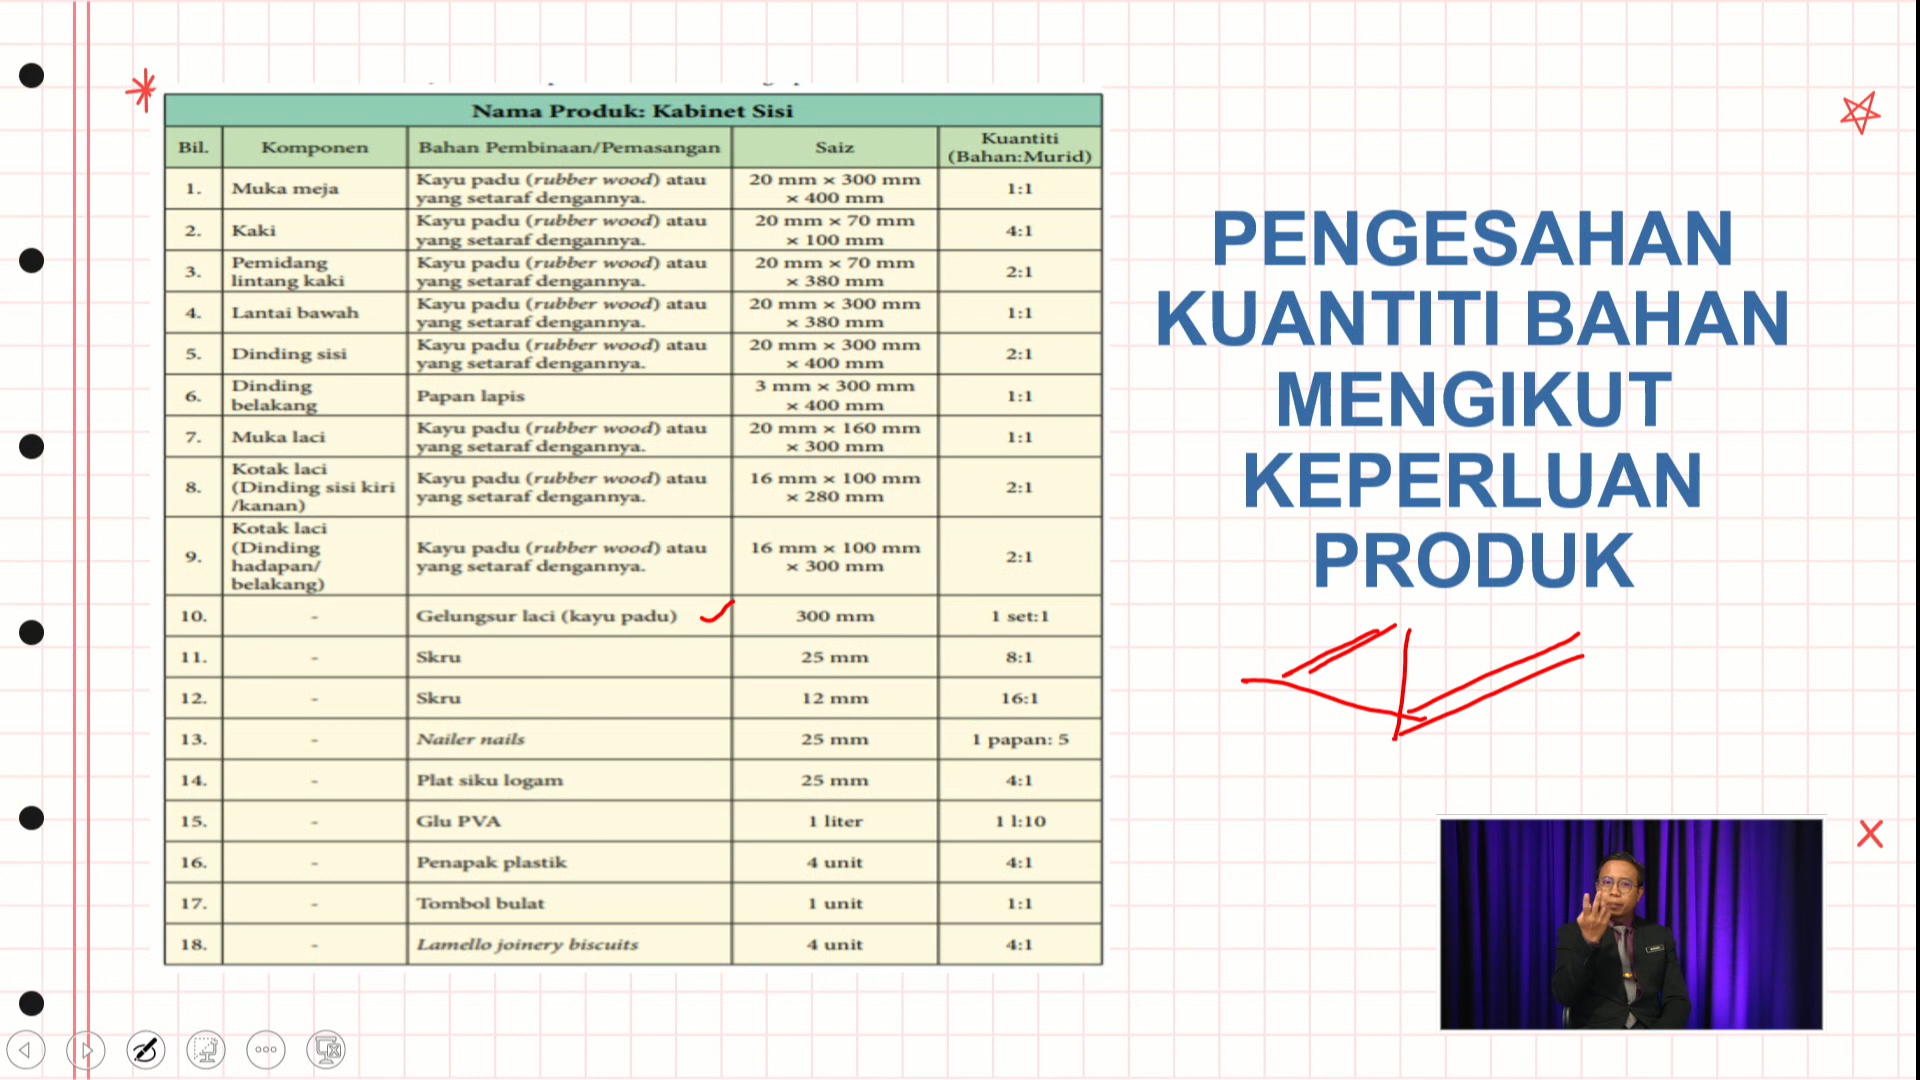 Nama Produk: Kabinet Sisi
Bil. Komponen Bahan Pembinaan/Pemasangan Saiz Kuantiti (Bahan:Murid)
1. Muka meja Kayu padu (rubber wood) atau yang setaraf dengannya. 20 mm × 300 mm × 400 mm 1:1
2. Kaki Kayu padu (rubber wood) atau yang setaraf dengannya. 20 mm × 70 mm × 100 mm 4:1
3. Pemidang lintang kaki Kayu padu (rubber wood) atau yang setaraf dengannya. 20 mm × 70 mm × 380 mm 2:1
4. Lantai bawah Kayu padu (rubber wood) atau yang setaraf dengannya. 20 mm × 300 mm × 380 mm 1:1
5. Dinding sisi Kayu padu (rubber wood) atau yang setaraf dengannya. 20 mm × 300 mm × 400 mm 2:1
6. Dinding belakang Papan lapis 3 mm × 300 mm × 400 mm 1:1
7. Muka laci Kayu padu (rubber wood) atau yang setaraf dengannya. 20 mm × 160 mm × 300 mm 1:1
8. Kotak laci (Dinding sisi kiri /kanan) Kayu padu (rubber wood) atau yang setaraf dengannya. 16 mm × 100 mm × 280 mm 2:1
9. Kotak laci (Dinding hadapan/ belakang) Kayu padu (rubber wood) atau yang setaraf dengannya. 16 mm × 100 mm × 300 mm 2:1
10. - Gelungsur laci (kayu padu) 300 mm 1 set:1
11. - Skru 25 mm 8:1
12. - Skru 12 mm 16:1
13. - Nailer nails 25 mm 1 papan: 5
14. - Plat siku logam 25 mm 4:1
15. - Glu PVA 1 liter 1 l:10
16. - Penapak plastik 4 unit 4:1
17. - Tombol bulat 1 unit 1:1
18. - Lamello joinery biscuits 4 unit 4:1
PENGESAHAN
KUANTITI BAHAN
MENGIKUT
KEPERLUAN
PRODUK